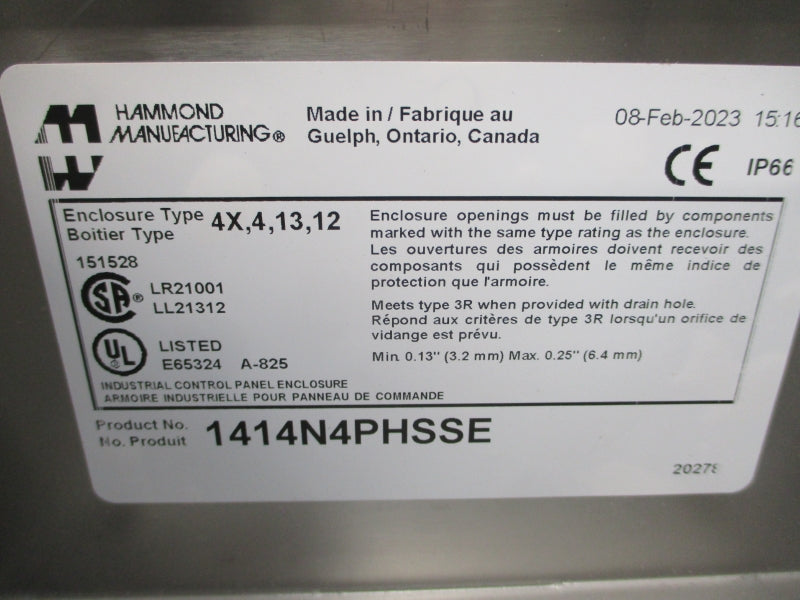 HAMMOND
MANUFACTURING®
Made in / Fabrique au
Guelph, Ontario, Canada
08-Feb-2023 15:16
CE IP66
Enclosure Type 4X,4,13,12
Boitier Type
151528
SA® LR21001
LL21312
UL® LISTED
E65324 A-825
INDUSTRIAL CONTROL PANEL ENCLOSURE
ARMOIRE INDUSTRIELLE POUR PANNEAU DE COMMANDE
Enclosure openings must be filled by components
marked with the same type rating as the enclosure.
Les ouvertures des armoires doivent recevoir des
composants qui possèdent le même indice de
protection que l'armoire.
Meets type 3R when provided with drain hole.
Répond aux critères de type 3R lorsqu'un orifice de
vidange est prévu.
Min. 0.13" (3.2 mm) Max. 0.25" (6.4 mm)
Product No.
No. Produit 1414N4PHSSE
20278